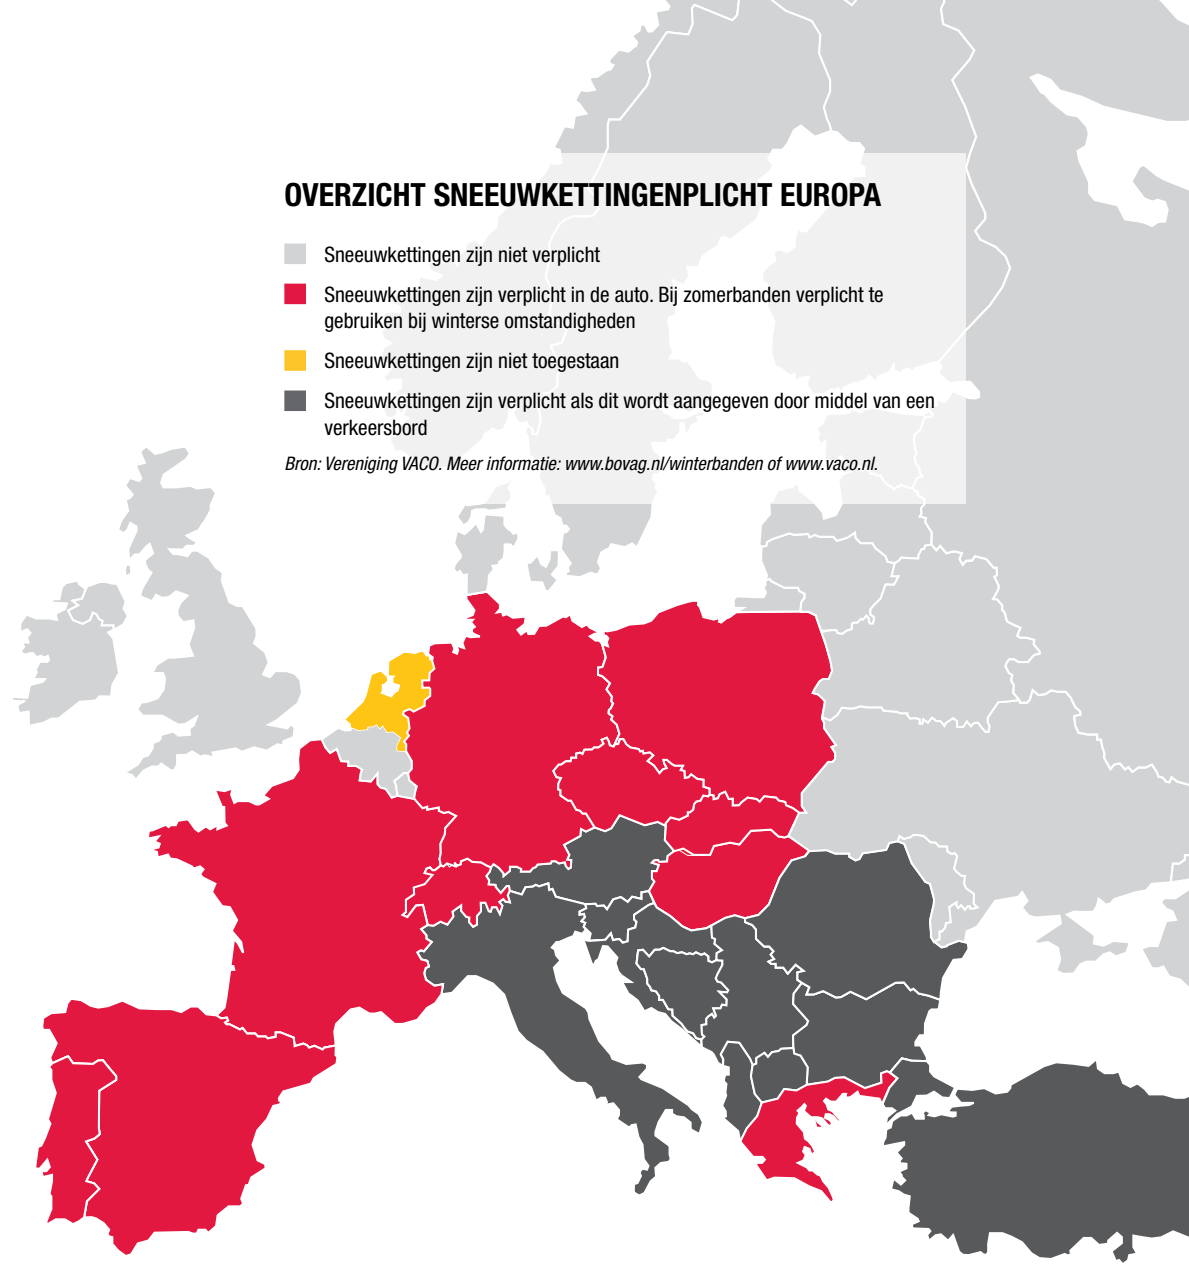 OVERZICHT SNEEUWKETTINGENPLICHT EUROPA
Sneeuwkettingen zijn niet verplicht
Sneeuwkettingen zijn verplicht in de auto. Bij zomerbanden verplicht te
gebruiken bij winterse omstandigheden
Sneeuwkettingen zijn niet toegestaan
Sneeuwkettingen zijn verplicht als dit wordt aangegeven door middel van een
verkeersbord
Bron: Vereniging VACO. Meer informatie: www.bovag.nl/winterbanden of www.vaco.nl.